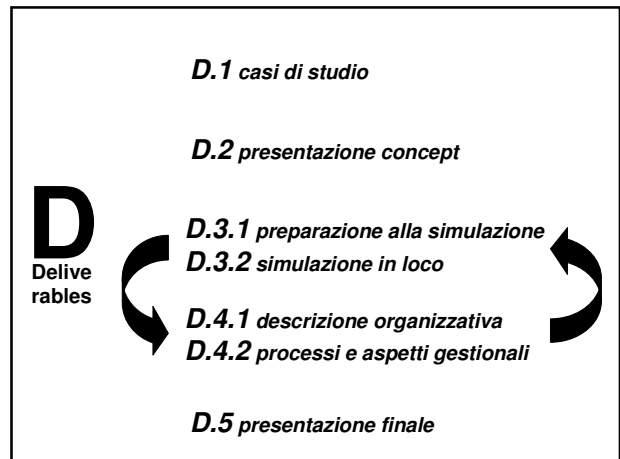 D.1 casi di studio
D.2 presentazione concept
D
Delive
rables
D.3.1 preparazione alla simulazione
D.3.2 simulazione in loco
D.4.1 descrizione organizzativa
D.4.2 processi e aspetti gestionali
D.5 presentazione finale